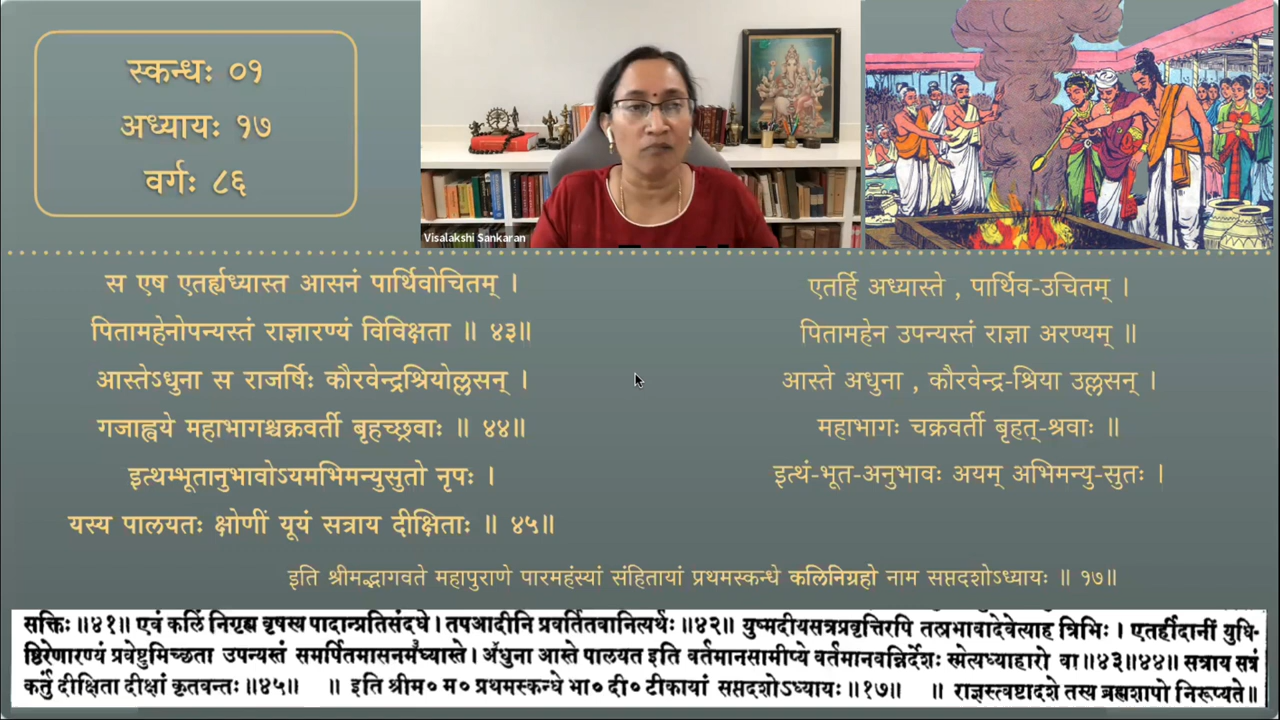 स्कन्धः ०१
अध्यायः १७
वर्गः ८६
Visalakshi Sankaran
स एष एतर्ह्यध्यास्त आसनं पार्थिवोचितम् ।
पितामहेनोपन्यस्तं राज्ञारण्यं विविक्षता ॥ ४३॥
आस्तेऽधुना स राजर्षिः कौरवेन्द्रश्रियोल्लसन् ।
गजाह्वये महाभागश्चक्रवर्ती बृहच्छ्रवाः ॥ ४४॥
इत्थम्भूतानुभावोऽयमभिमन्युसुतो नृपः ।
यस्य पालयतः क्षोणीं यूयं सत्राय दीक्षिताः ॥ ४५॥
एतर्हि अध्यास्ते , पार्थिव-उचितम् ।
पितामहेन उपन्यस्तं राज्ञा अरण्यम् ॥
आस्ते अधुना , कौरवेन्द्र-श्रिया उल्लसन् ।
महाभागः चक्रवर्ती बृहत्-श्रवाः ॥
इत्थं-भूत-अनुभावः अयम् अभिमन्यु-सुतः ।
इति श्रीमद्भागवते महापुराणे पारमहंस्यां संहितायां प्रथमस्कन्धे कलिनिग्रहो नाम सप्तदशोऽध्यायः ॥ १७॥
सक्तिः ॥४१॥ एवं कलिं निगृह्य वृषस्य पादान्प्रतिसंदधे । तपआदीनि प्रवर्तितवानित्यर्थः ॥४२॥ युष्मदीयसत्रप्रवृत्तिरपि तत्प्रभावादेवेत्याह त्रिभिः । एतर्हीदानीं युधि-
ष्ठिरेणारण्यं प्रवेष्टुमिच्छता उपन्यस्तं समर्पितमासनमध्यास्ते । अधुना आस्ते पालयत इति वर्तमानसामीप्ये वर्तमानवन्निर्देशः स्मेत्यध्याहारो वा ॥४३॥४४॥ सत्राय सत्रं
कर्तुं दीक्षिता दीक्षां कृतवन्तः ॥४५॥ ॥ इति श्रीम० म० प्रथमस्कन्धे भा० दी० टीकायां सप्तदशोऽध्यायः ॥१७॥ ॥ राज्ञस्त्वष्टादशे तस्य ब्रह्मशापो निरूप्यते॥